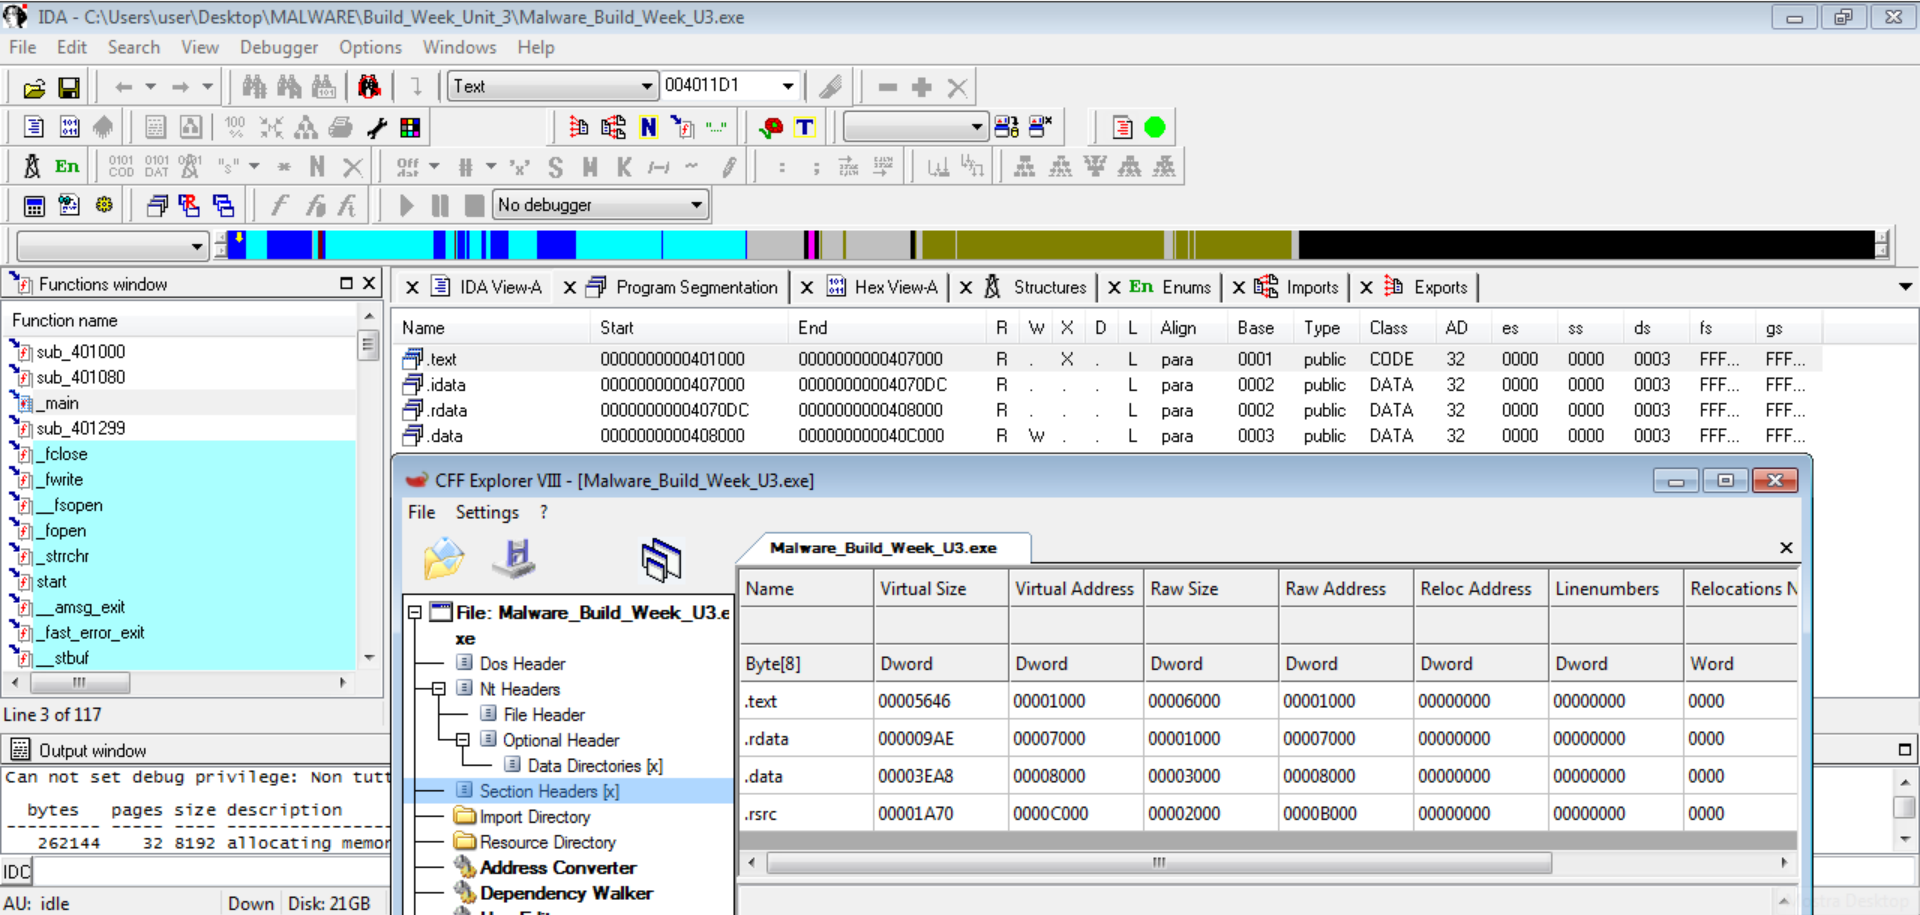 IDA - C:\Users\user\Desktop\MALWARE\Build_Week_Unit_3\Malware_Build_Week_U3.exe
File Edit Search View Debugger Options Windows Help
Text 004011D1
En
No debugger
Functions window
IDA View-A Program Segmentation Hex View-A Structures En Enums Imports Exports
Function name
sub_401000
sub_401080
_main
sub_401299
_fclose
_fwrite
__fsopen
_fopen
_strrchr
start
__amsg_exit
_fast_error_exit
__stbuf
Line 3 of 117
Name Start End R W X D L Align Base Type Class AD es ss ds fs gs
.text 0000000000401000 0000000000407000 R . X . L para 0001 public CODE 32 0000 0000 0003 FFF... FFF...
.idata 0000000000407000 00000000004070DC R . . . L para 0002 public DATA 32 0000 0000 0003 FFF... FFF...
.rdata 00000000004070DC 0000000000408000 R . . . L para 0002 public DATA 32 0000 0000 0003 FFF... FFF...
.data 0000000000408000 000000000040C000 R W . . L para 0003 public DATA 32 0000 0000 0003 FFF... FFF...
Output window
Can not set debug privilege: Non tutt
bytes pages size description
--------- ----- ---- -----------
262144 32 8192 allocating memor
IDC
AU: idle Down Disk: 21GB
CFF Explorer VIII - [Malware_Build_Week_U3.exe]
File Settings ?
Malware_Build_Week_U3.exe
File: Malware_Build_Week_U3.e
xe
Dos Header
Nt Headers
File Header
Optional Header
Data Directories [x]
Section Headers [x]
Import Directory
Resource Directory
Address Converter
Dependency Walker
Name Virtual Size Virtual Address Raw Size Raw Address Reloc Address Linenumbers Relocations N
Byte[8] Dword Dword Dword Dword Dword Dword Word
.text 00005646 00001000 00006000 00001000 00000000 00000000 0000
.rdata 000009AE 00007000 00001000 00007000 00000000 00000000 0000
.data 00003EA8 00008000 00003000 00008000 00000000 00000000 0000
.rsrc 00001A70 0000C000 00002000 0000B000 00000000 00000000 0000